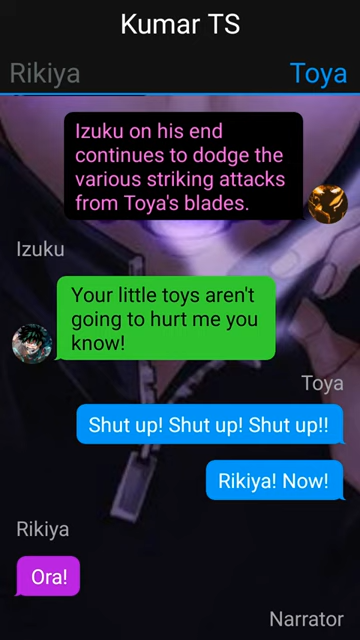 Kumar TS
Rikiya
Toya
Izuku on his end
continues to dodge the
various striking attacks
from Toya's blades.
Izuku
Your little toys aren't
going to hurt me you
know!
Toya
Shut up! Shut up! Shut up!!
Rikiya! Now!
Rikiya
Ora!
Narrator